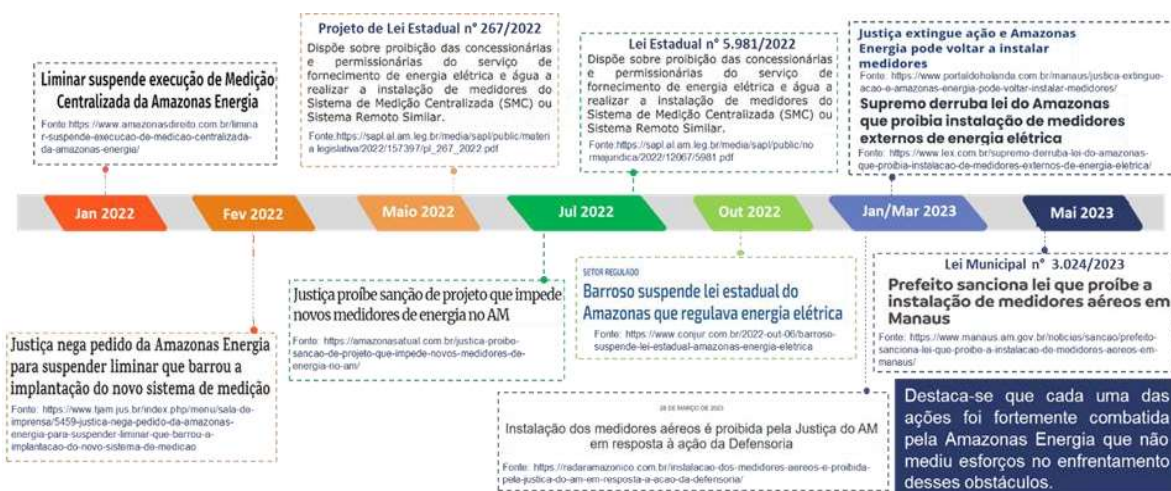 Liminar suspende execução de Medição
Centralizada da Amazonas Energia
Fonte:https://www.amazonasdireito.com.br/limina
r-suspende-execucao-de-medicao-centralizada-
da-amazonas-energia/
Projeto de Lei Estadual n° 267/2022
Dispõe sobre proibição das concessionárias
e permissionárias do serviço de
fornecimento de energia elétrica e água a
realizar a instalação de medidores do
Sistema de Medição Centralizada (SMC) ou
Sistema Remoto Similar.
Fonte.https://sapl.al.am.leg.br/media/sapl/public/materi
a legislativa/2022/157397/pl_267_2022.pdf
Lei Estadual n° 5.981/2022
Dispõe sobre proibição das concessionárias
e permissionárias do serviço de
fornecimento de energia elétrica e água a
realizar a instalação de medidores do
Sistema de Medição Centralizada (SMC) ou
Sistema Remoto Similar.
Fonte:https://sapl.al.am.leg.br/media/sapl/public/no
rmajuridica/2022/12067/5981.pdf
Justiça extingue ação e Amazonas
Energia pode voltar a instalar
medidores
Fonte: https://www.portaldoholanda.com.br/manaus/justica-extingue-
acao-e-amazonas-energia-pode-voltar-instalar-medidores/
Supremo derruba lei do Amazonas
que proibia instalação de medidores
externos de energia elétrica
Fonte: https://www.lex.com.br/supremo-derruba-lei-do-amazonas-
que-proibia-instalacao-de-medidores-externos-de-energia-eletrica/
Jan 2022
Fev 2022
Maio 2022
Jul 2022
Out 2022
Jan/Mar 2023
Mai 2023
Justiça nega pedido da Amazonas Energia
para suspender liminar que barrou a
implantação do novo sistema de medição
Fonte: https://www.tjam.jus.br/index.php/menu/sala-de-
imprensa/5459-justica-nega-pedido-da-amazonas-
energia-para-suspender-liminar-que-barrou-a-
implantacao-do-novo-sistema-de-medicao
Justiça proíbe sanção de projeto que impede
novos medidores de energia no AM
Fonte: https://amazonasatual.com.br/justica-proibe-
sancao-de-projeto-que-impede-novos-medidores-de-
energia-no-am/
SETOR REGULADO
Barroso suspende lei estadual do
Amazonas que regulava energia elétrica
Fonte: https://www.conjur.com.br/2022-out-06/barroso-
suspende-lei-estadual-amazonas-energia-eletrica
28 DE MARÇO DE 2023
Instalação dos medidores aéreos é proibida pela Justiça do AM
em resposta à ação da Defensoria
Fonte: https://radaramazonico.com.br/instalacao-dos-medidores-aereos-e-proibida-
pela-justica-do-am-em-resposta-a-acao-da-defensoria/
Lei Municipal n° 3.024/2023
Prefeito sanciona lei que proíbe a
instalação de medidores aéreos em
Manaus
Fonte: https://www.manaus.am.gov.br/noticias/sancao/prefeito-
sanciona-lei-que-proibe-a-instalacao-de-medidores-aereos-em-
manaus/
Destaca-se que cada uma das
ações foi fortemente combatida
pela Amazonas Energia que não
mediu esforços no enfrentamento
desses obstáculos.